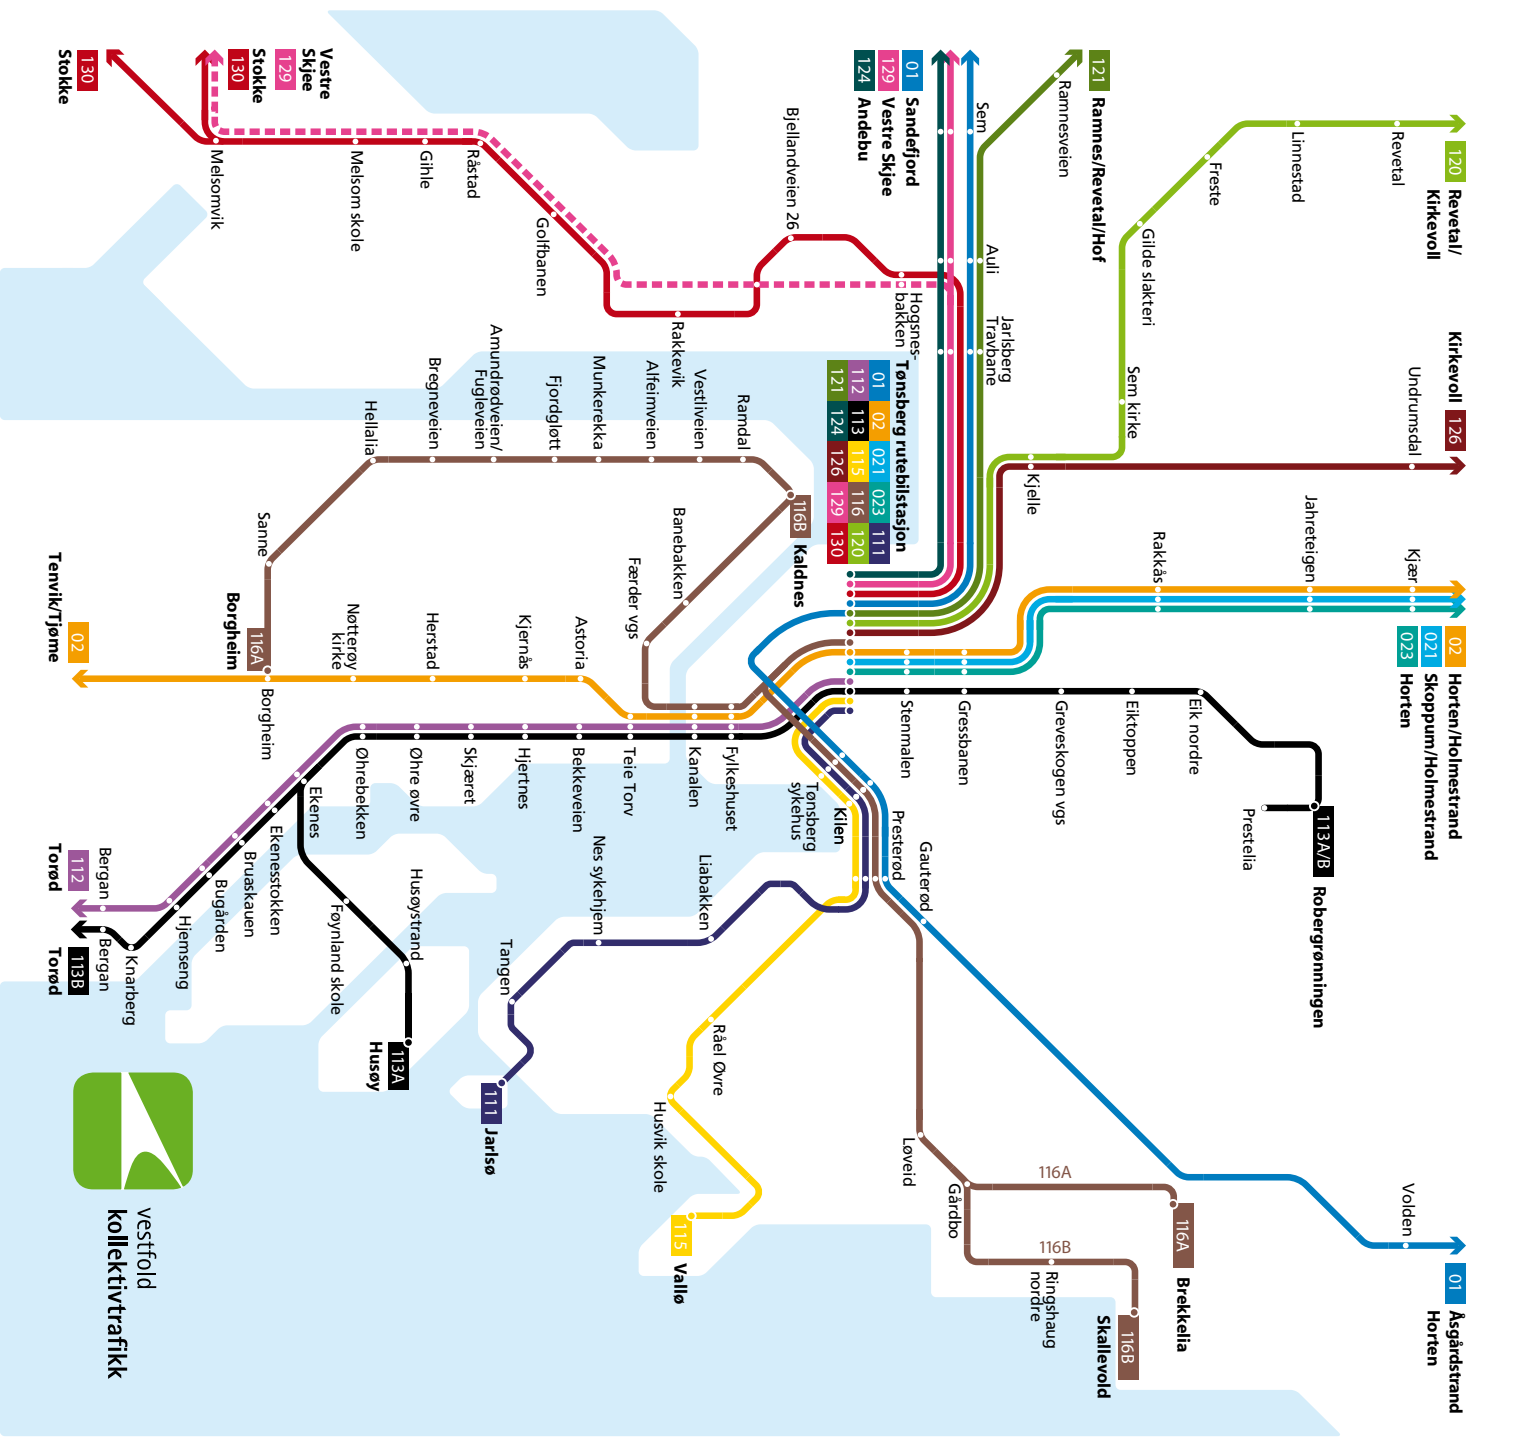 130
Stokke
Vestre
Skjee
129
130
Stokke
Melsomvik
Melsom skole
Gihle
Råstad
Golfbanen
Rakkevik
Bjellandveien 26
Hogsnes-
bakken
01
129
124
Sandefjord
Vestre Skjee
Andebu
Sem
Auli
Jarlsberg
Travbane
121
Ramnes/Revetal/Hof
Ramnesveien
120
Revetal/
Kirkevoll
Revetal
Linnestad
Freste
Gilde slakteri
Sem kirke
Kjelle
Kirkevoll
126
Undrumsdal
Tønsberg rutebilstasjon
01
02
021
023
111
112
113
115
116
120
121
124
126
129
130
Jahreteigen
Kjær
Rakkås
02
021
023
Horten/Holmestrand
Skoppum/Holmestrand
Horten
Stenmalen
Gressbanen
Greveskogen vgs
Eiktoppen
Eik nordre
Prestelia
113A/B
Robergrønningen
116B
Kaldnes
Ramdal
Vestliveien
Alfeimveien
Munkerekka
Fjordgløtt
Amundrødveien/
Fugleveien
Bregneveien
Hellalia
Sanne
Borgheim
116A
Borgheim
Banebakken
Færder vgs
Tenvik/Tjøme
02
Nøtterøy
kirke
Herstad
Kjernås
Astoria
Teie Torv
Kanalen
Fylkeshuset
Bekkeveien
Hjertnes
Skjæret
Øhre øvre
Øhrebekken
Ekenes
Ekenesstokken
Bruaskauen
Bugården
Hjemseng
Knarberg
Bergan
Bergan
112
Torød
113B
Torød
Føynland skole
Husøystrand
113A
Husøy
Tønsberg
sykehus
Kilen
Presterød
Gauterød
Liabakken
Nes sykehjem
Tangen
111
Jarlsø
Råel Øvre
Husvik skole
115
Vallø
Løveid
Gårdbo
116A
116B
Ringshaug
nordre
116A
Brekkelia
116B
Skallevold
Volden
01
Åsgårdstrand
Horten
vestfold
kollektivtrafikk